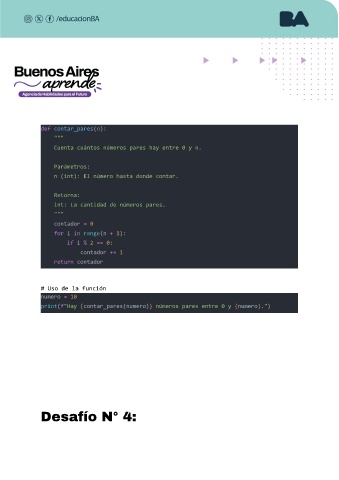 /educacionBA
BA
Buenos Aires
aprende
Agencia de Habilidades para el Futuro
def contar_pares(n):
"""
Cuenta cuántos números pares hay entre 0 y n.
Parámetros:
n (int): El número hasta donde contar.
Retorna:
int: La cantidad de números pares.
"""
contador = 0
for i in range(n + 1):
if i % 2 == 0:
contador += 1
return contador
# Uso de la función
numero = 10
print(f"Hay {contar_pares(numero)} números pares entre 0 y {numero}.")
Desafío N° 4: